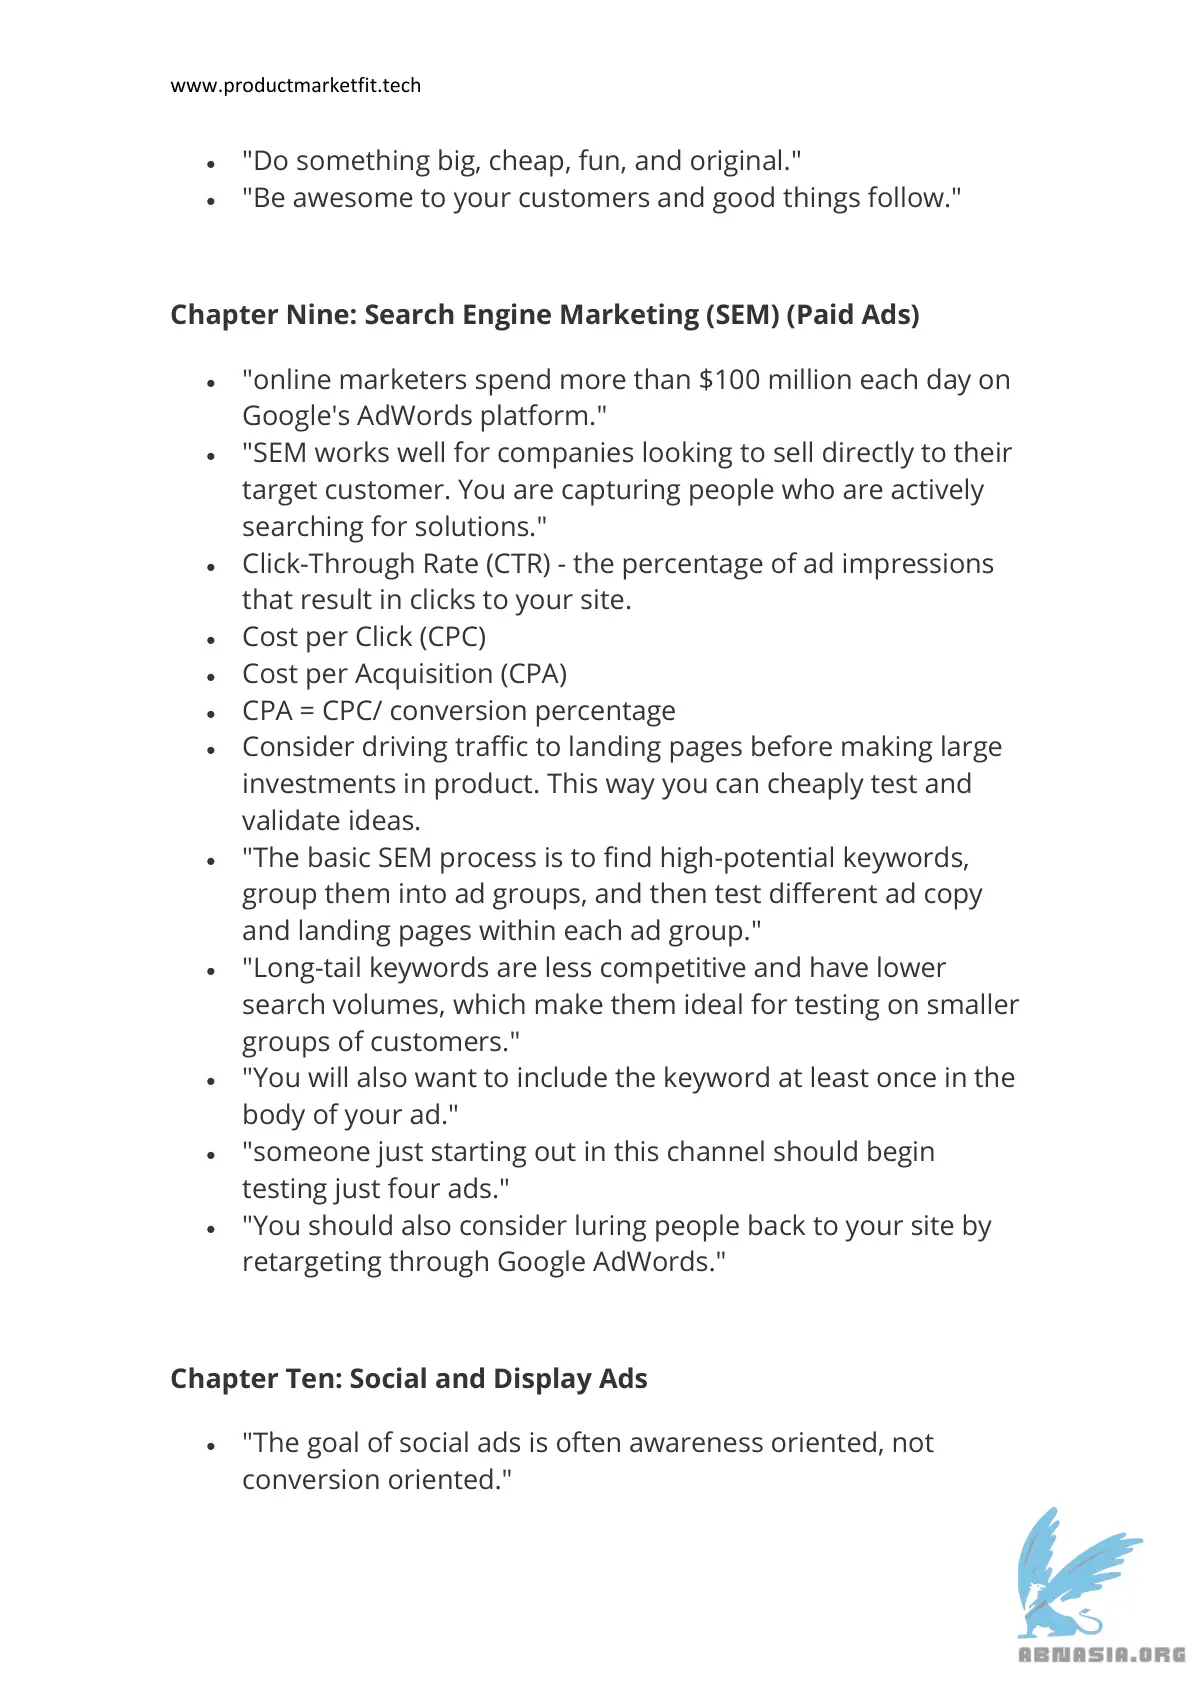 www.productmarketfit.tech
• "Do something big, cheap, fun, and original."
• "Be awesome to your customers and good things follow."
Chapter Nine: Search Engine Marketing (SEM) (Paid Ads)
• "online marketers spend more than $100 million each day on
Google's AdWords platform."
• "SEM works well for companies looking to sell directly to their
target customer. You are capturing people who are actively
searching for solutions."
• Click-Through Rate (CTR) - the percentage of ad impressions
that result in clicks to your site.
• Cost per Click (CPC)
• Cost per Acquisition (CPA)
• CPA = CPC/ conversion percentage
• Consider driving traffic to landing pages before making large
investments in product. This way you can cheaply test and
validate ideas.
• "The basic SEM process is to find high-potential keywords,
group them into ad groups, and then test different ad copy
and landing pages within each ad group."
• "Long-tail keywords are less competitive and have lower
search volumes, which make them ideal for testing on smaller
groups of customers."
• "You will also want to include the keyword at least once in the
body of your ad."
• "someone just starting out in this channel should begin
testing just four ads."
• "You should also consider luring people back to your site by
retargeting through Google AdWords."
Chapter Ten: Social and Display Ads
• "The goal of social ads is often awareness oriented, not
conversion oriented."
ABNASIA.ORG